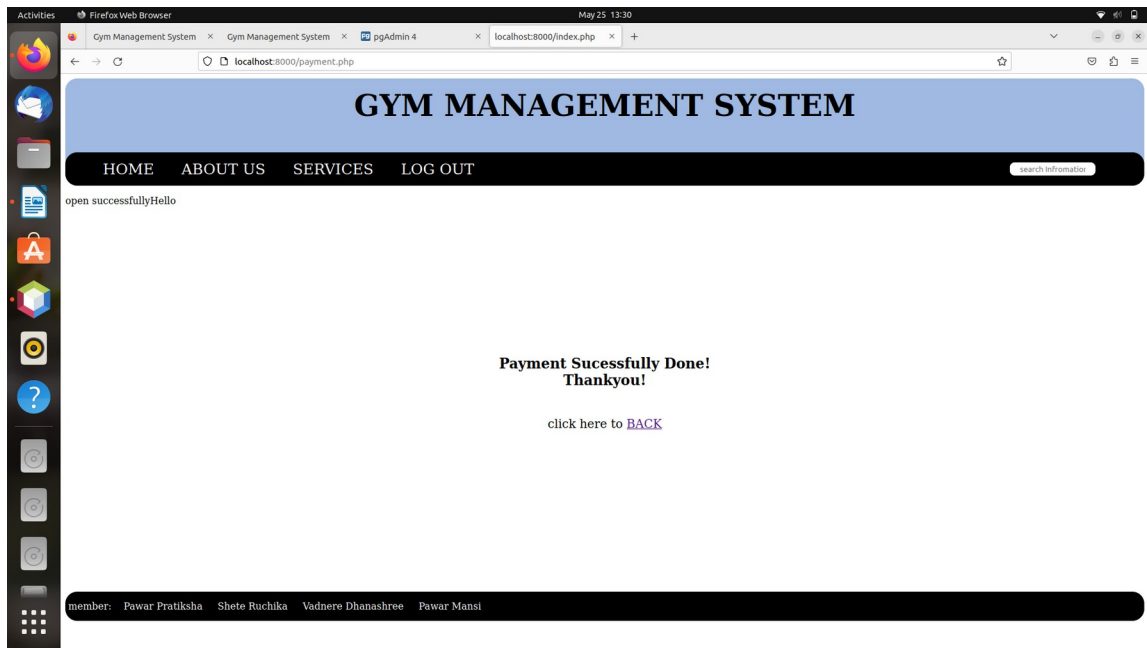 Activities Firefox Web Browser May 25 13:30
Gym Management System × Gym Management System × pgAdmin 4 × localhost:8000/index.php × +
localhost:8000/payment.php
GYM MANAGEMENT SYSTEM
HOME ABOUT US SERVICES LOG OUT search Infromation
open successfullyHello
Payment Sucessfully Done!
Thankyou!
click here to BACK
member: Pawar Pratiksha Shete Ruchika Vadnere Dhanashree Pawar Mansi